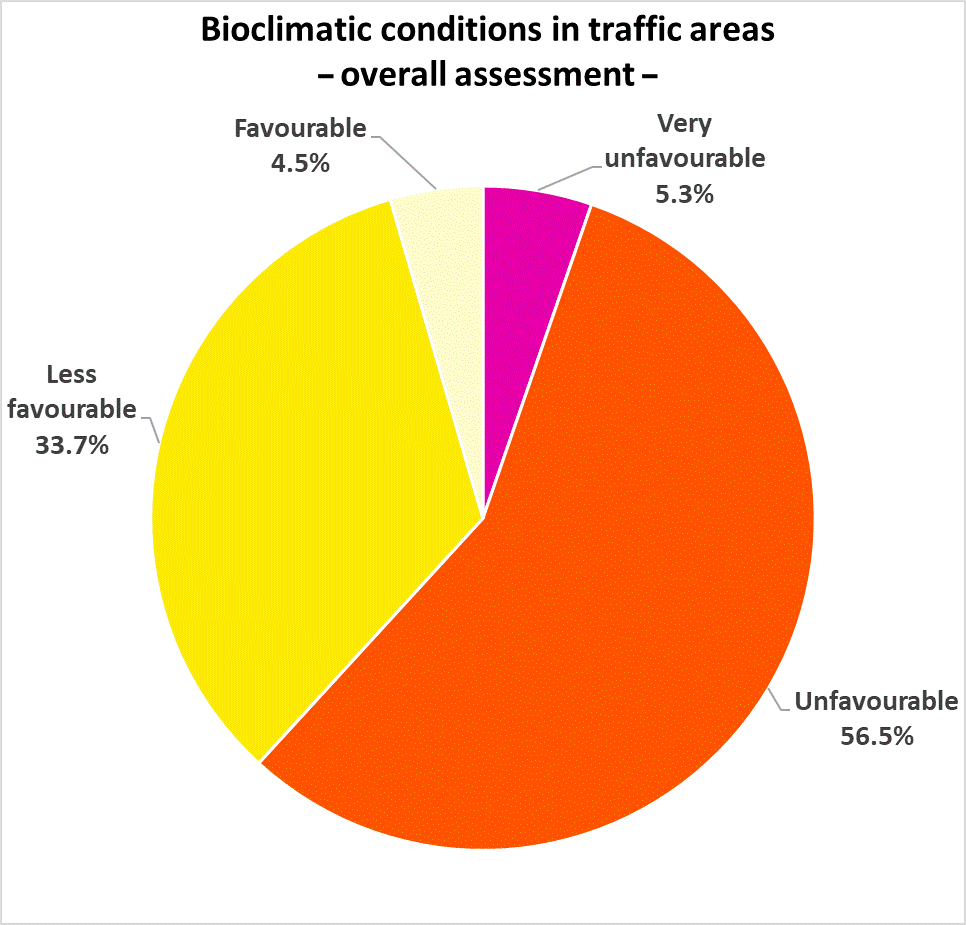 Bioclimatic conditions in traffic areas
– overall assessment –
Favourable
4.5%
Very
unfavourable
5.3%
Less
favourable
33.7%
Unfavourable
56.5%